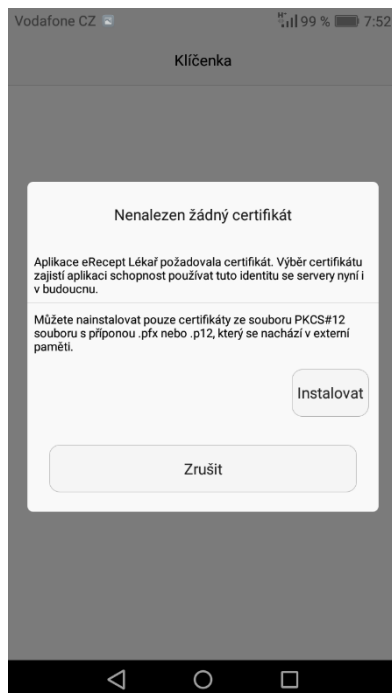 Vodafone CZ
99 % 7:52
Klíčenka
Nenalezen žádný certifikát
Aplikace eRecept Lékař požadovala certifikát. Výběr certifikátu
zajistí aplikaci schopnost používat tuto identitu se servery nyní i
v budoucnu.
Můžete nainstalovat pouze certifikáty ze souboru PKCS#12
souboru s příponou .pfx nebo .p12, který se nachází v externí
paměti.
Instalovat
Zrušit